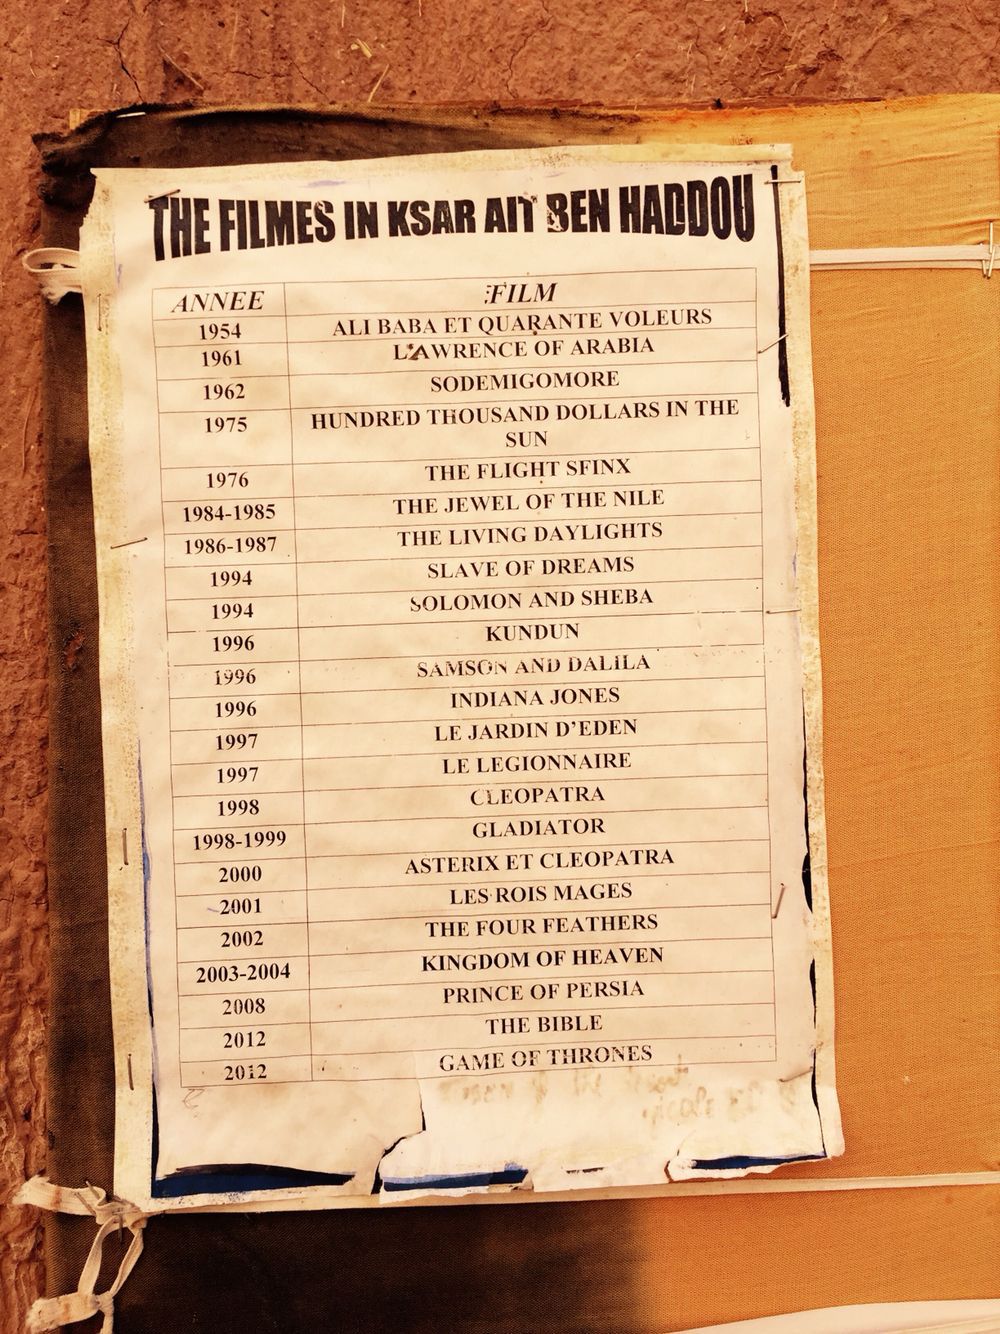 THE FILMES IN KSAR AIT BEN HADDOU
ANNEE FILM
1954 ALI BABA ET QUARANTE VOLEURS
1961 L'AWRENCE OF ARABIA
1962 SODEMIGOMORE
1975 HUNDRED THOUSAND DOLLARS IN THE
SUN
1976 THE FLIGHT SFINX
1984-1985 THE JEWEL OF THE NILE
1986-1987 THE LIVING DAYLIGHTS
1994 SLAVE OF DREAMS
1994 SOLOMON AND SHEBA
1996 KUNDUN
1996 SAMSON AND DALILA
1996 INDIANA JONES
1997 LE JARDIN D'EDEN
1997 LE LEGIONNAIRE
1998 CLEOPATRA
1998-1999 GLADIATOR
2000 ASTERIX ET CLEOPATRA
2001 LES ROIS MAGES
2002 THE FOUR FEATHERS
2003-2004 KINGDOM OF HEAVEN
2008 PRINCE OF PERSIA
2012 THE BIBLE
2012 GAME OF THRONES